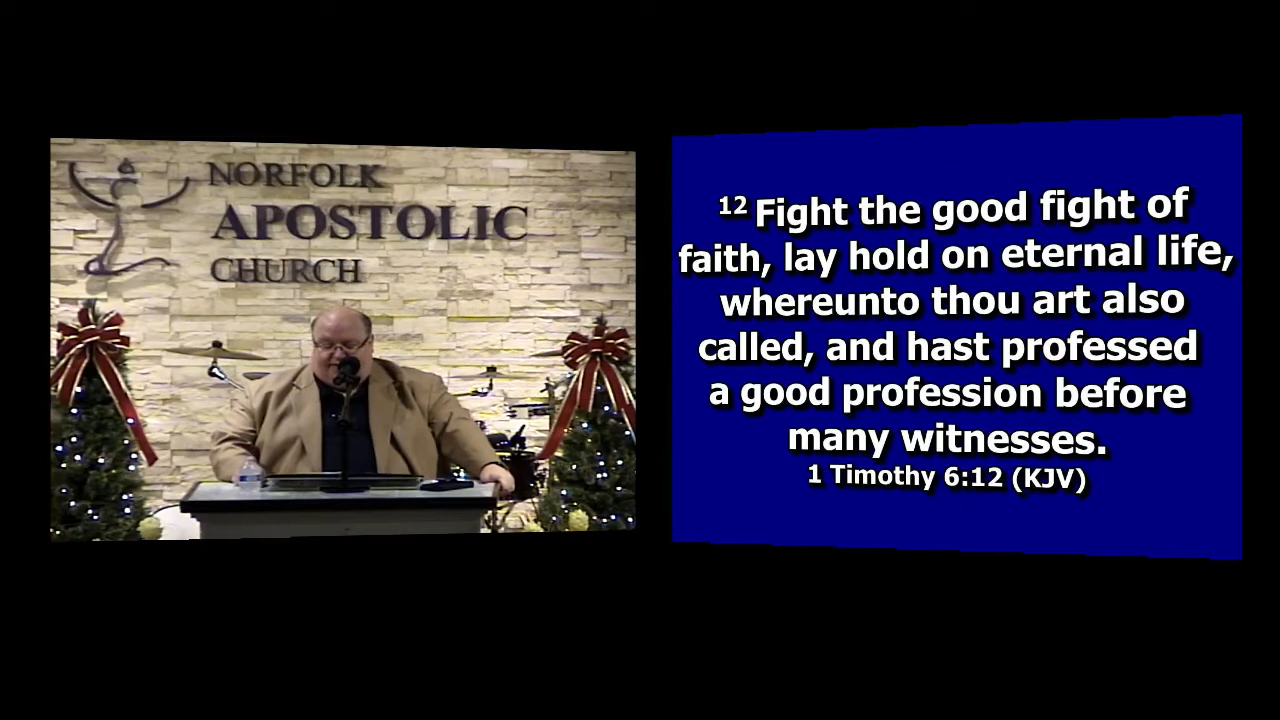 NORFOLK
APOSTOLIC
CHURCH
12 Fight the good fight of
faith, lay hold on eternal life,
whereunto thou art also
called, and hast professed
a good profession before
many witnesses.
1 Timothy 6:12 (KJV)